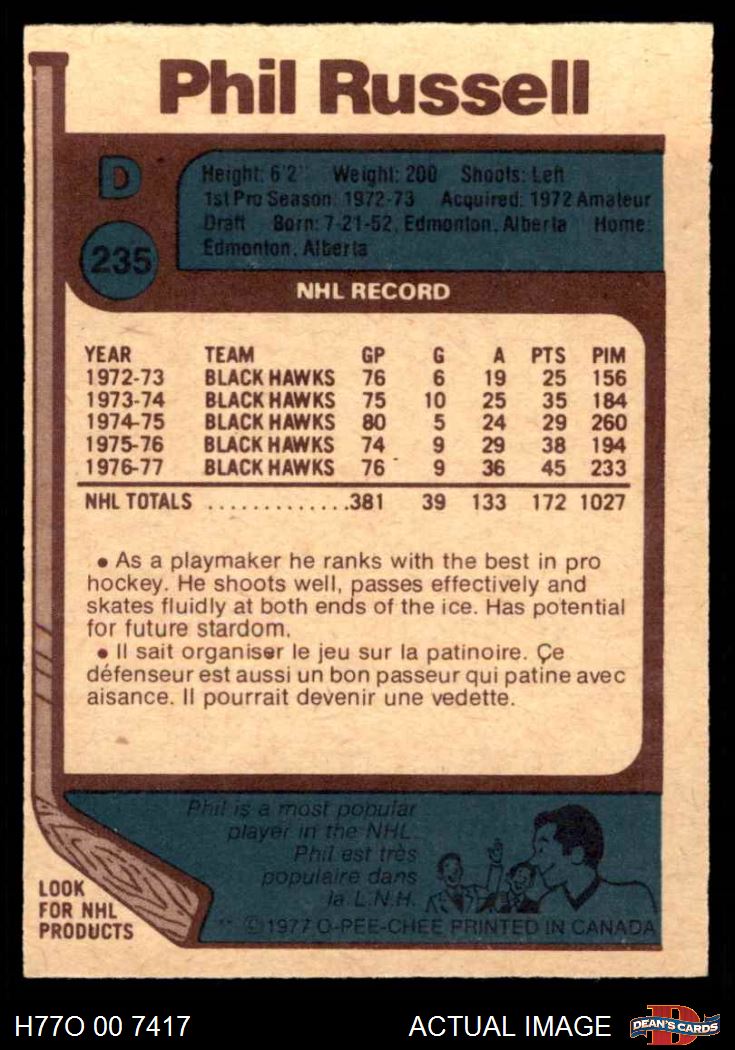 Phil Russell
D
235
Height: 6'2" Weight: 200 Shoots: Left
1st Pro Season: 1972-73 Acquired: 1972 Amateur
Draft Born: 7-21-52, Edmonton, Alberta Home:
Edmonton, Alberta
NHL RECORD
YEAR TEAM GP G A PTS PIM
1972-73 BLACK HAWKS 76 6 19 25 156
1973-74 BLACK HAWKS 75 10 25 35 184
1974-75 BLACK HAWKS 80 5 24 29 260
1975-76 BLACK HAWKS 74 9 29 38 194
1976-77 BLACK HAWKS 76 9 36 45 233
NHL TOTALS .............381 39 133 172 1027
• As a playmaker he ranks with the best in pro
hockey. He shoots well, passes effectively and
skates fluidly at both ends of the ice. Has potential
for future stardom.
• Il sait organiser le jeu sur la patinoire. Çe
défenseur est aussi un bon passeur qui patine avec
aisance. Il pourrait devenir une vedette.
Phil is a most popular
player in the NHL.
Phil est très
populaire dans
la L.N.H.
LOOK
FOR NHL
PRODUCTS
** ©1977 O-PEE-CHEE PRINTED IN CANADA
H77O 00 7417
ACTUAL IMAGE
D
DEAN'S CARDS